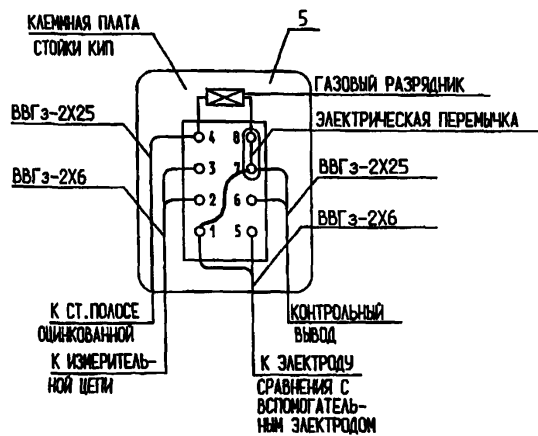 КЛЕММНАЯ ПЛАТА
СТОЙКИ КИП
5
ГАЗОВЫЙ РАЗРЯДНИК
ВВГз-2Х25
ЭЛЕКТРИЧЕСКАЯ ПЕРЕМЫЧКА
4
8
3
7
ВВГз-2Х25
ВВГз-2Х6
2
6
ВВГз-2Х6
1
5
К СТ.ПОЛОСЕ
ОЦИНКОВАННОЙ
КОНТРОЛЬНЫЙ
ВЫВОД
К ИЗМЕРИТЕЛЬ-
НОЙ ЦЕПИ
К ЭЛЕКТРОДУ
СРАВНЕНИЯ С
ВСПОМОГАТЕЛЬ-
НЫМ ЭЛЕКТРОДОМ